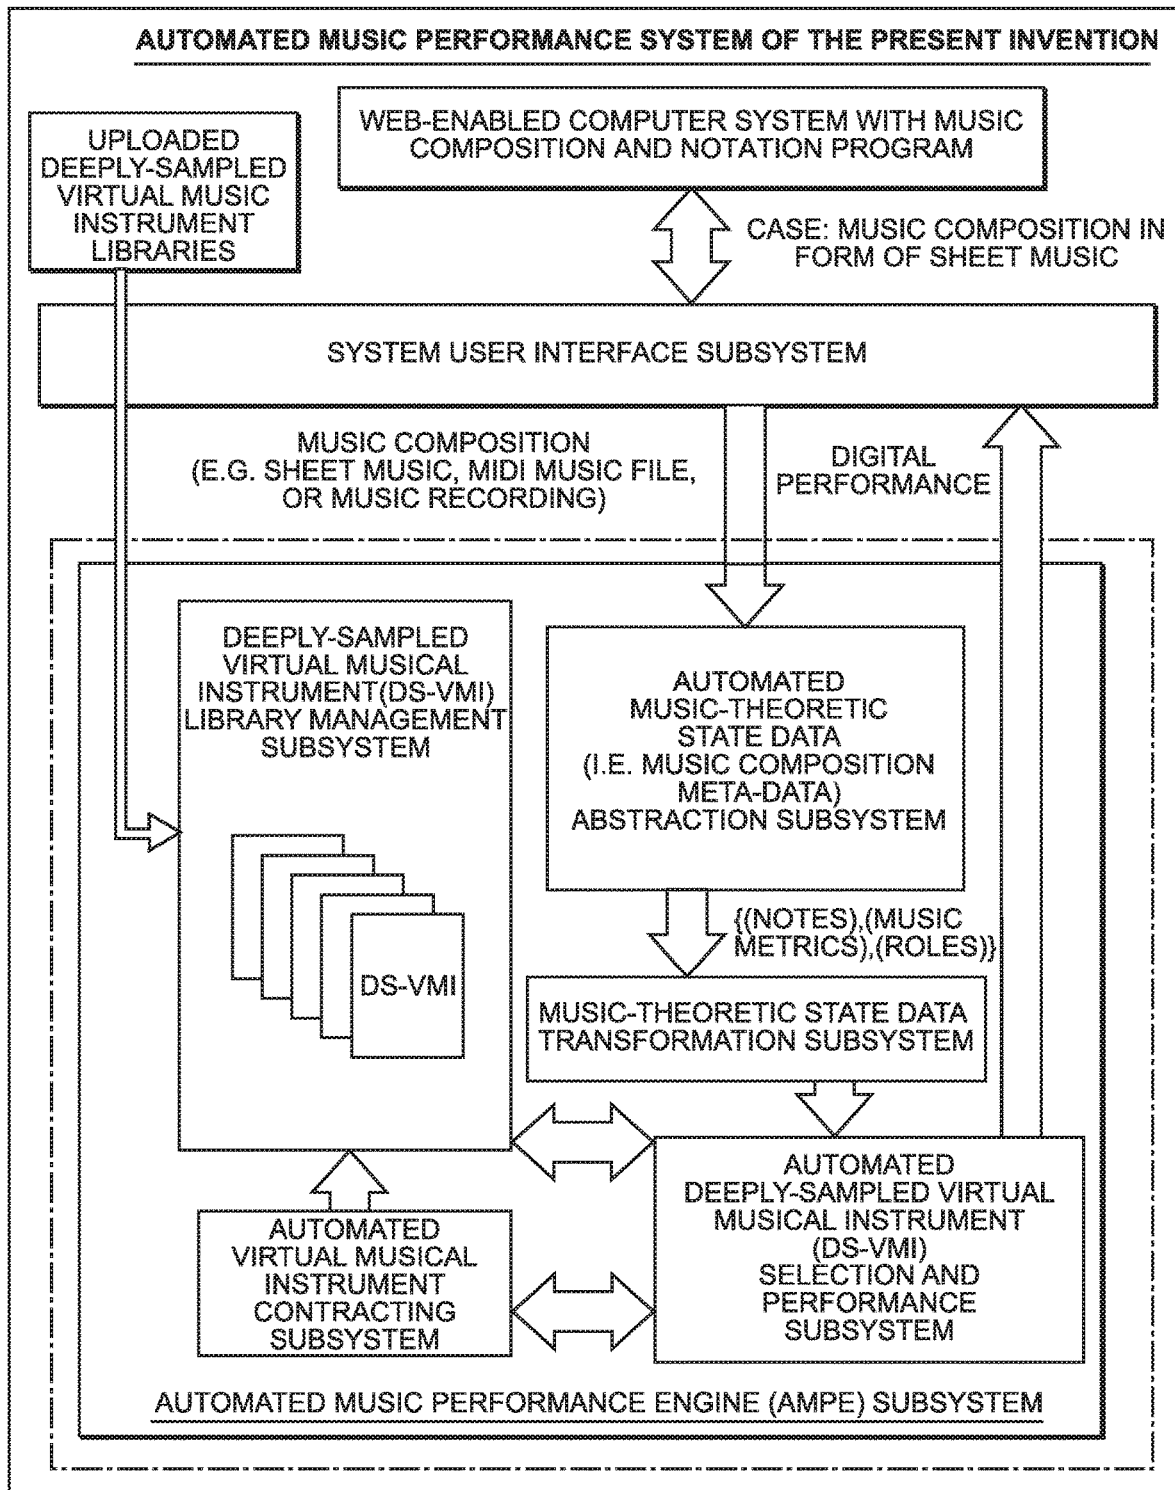 AUTOMATED MUSIC PERFORMANCE SYSTEM OF THE PRESENT INVENTION
WEB-ENABLED COMPUTER SYSTEM WITH MUSIC
COMPOSITION AND NOTATION PROGRAM
UPLOADED
DEEPLY-SAMPLED
VIRTUAL MUSIC
INSTRUMENT
LIBRARIES
CASE: MUSIC COMPOSITION IN
FORM OF SHEET MUSIC
SYSTEM USER INTERFACE SUBSYSTEM
MUSIC COMPOSITION
(E.G. SHEET MUSIC, MIDI MUSIC FILE,
OR MUSIC RECORDING)
DIGITAL
PERFORMANCE
DEEPLY-SAMPLED
VIRTUAL MUSICAL
INSTRUMENT(DS-VMI)
LIBRARY MANAGEMENT
SUBSYSTEM
DS-VMI
AUTOMATED
MUSIC-THEORETIC
STATE DATA
(I.E. MUSIC COMPOSITION
META-DATA)
ABSTRACTION SUBSYSTEM
{(NOTES),(MUSIC
METRICS),(ROLES)}
MUSIC-THEORETIC STATE DATA
TRANSFORMATION SUBSYSTEM
AUTOMATED
VIRTUAL MUSICAL
INSTRUMENT
CONTRACTING
SUBSYSTEM
AUTOMATED
DEEPLY-SAMPLED VIRTUAL
MUSICAL INSTRUMENT
(DS-VMI)
SELECTION AND
PERFORMANCE
SUBSYSTEM
AUTOMATED MUSIC PERFORMANCE ENGINE (AMPE) SUBSYSTEM